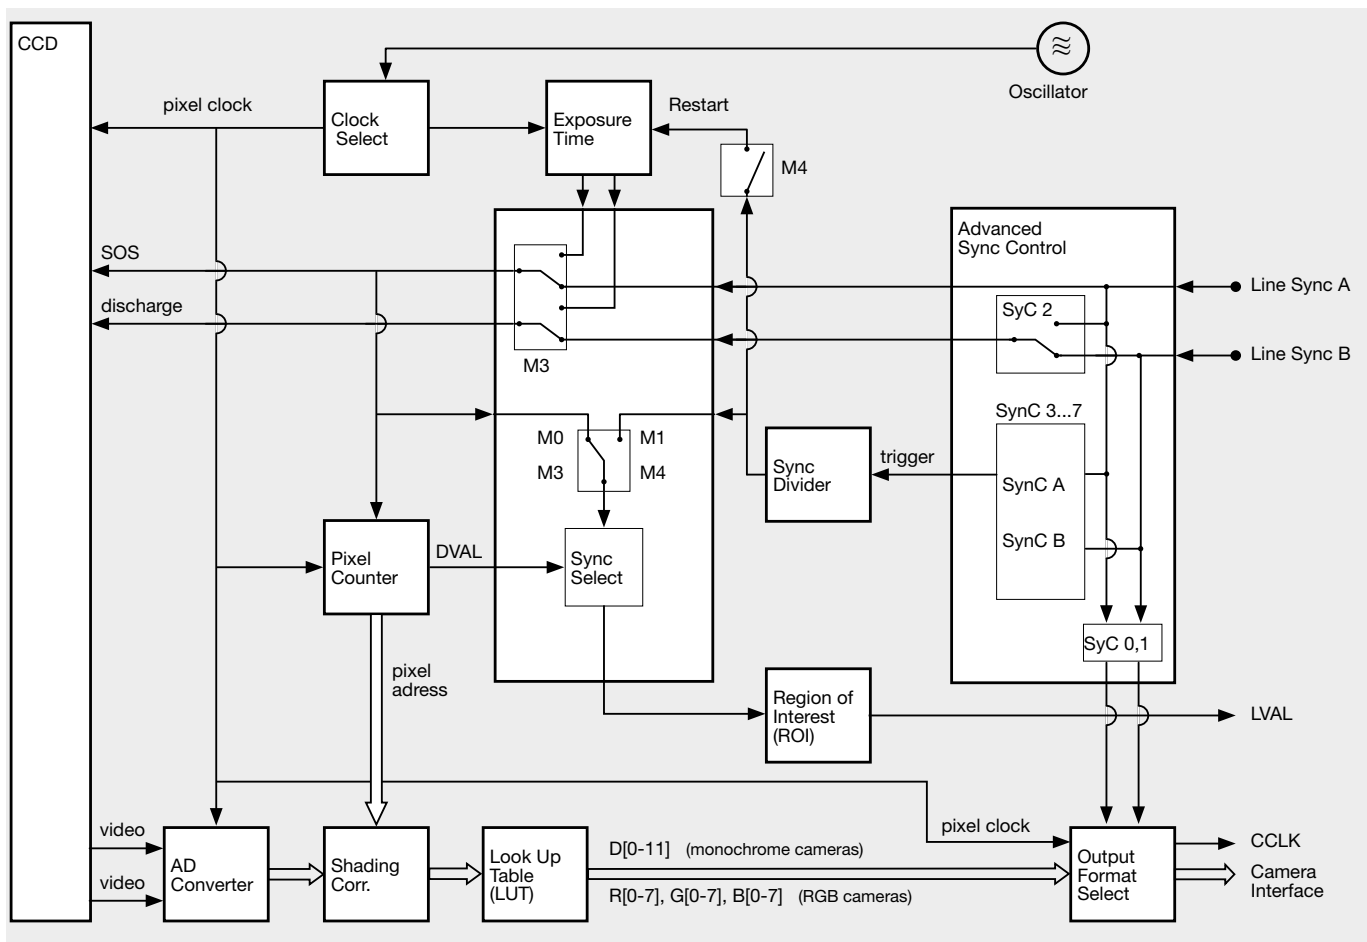 CCD
Oscillator
pixel clock
Clock
Select
Exposure
Time
Restart
M4
SOS
discharge
M3
Advanced
Sync Control
Line Sync A
SyC 2
Line Sync B
SynC 3...7
M0
M1
M3
M4
Sync
Divider
trigger
SynC A
SynC B
Pixel
Counter
DVAL
Sync
Select
SyC 0,1
pixel
adress
Region of
Interest
(ROI)
LVAL
video
video
AD
Converter
Shading
Corr.
Look Up
Table
(LUT)
D[0-11] (monochrome cameras)
R[0-7], G[0-7], B[0-7] (RGB cameras)
pixel clock
Output
Format
Select
CCLK
Camera
Interface